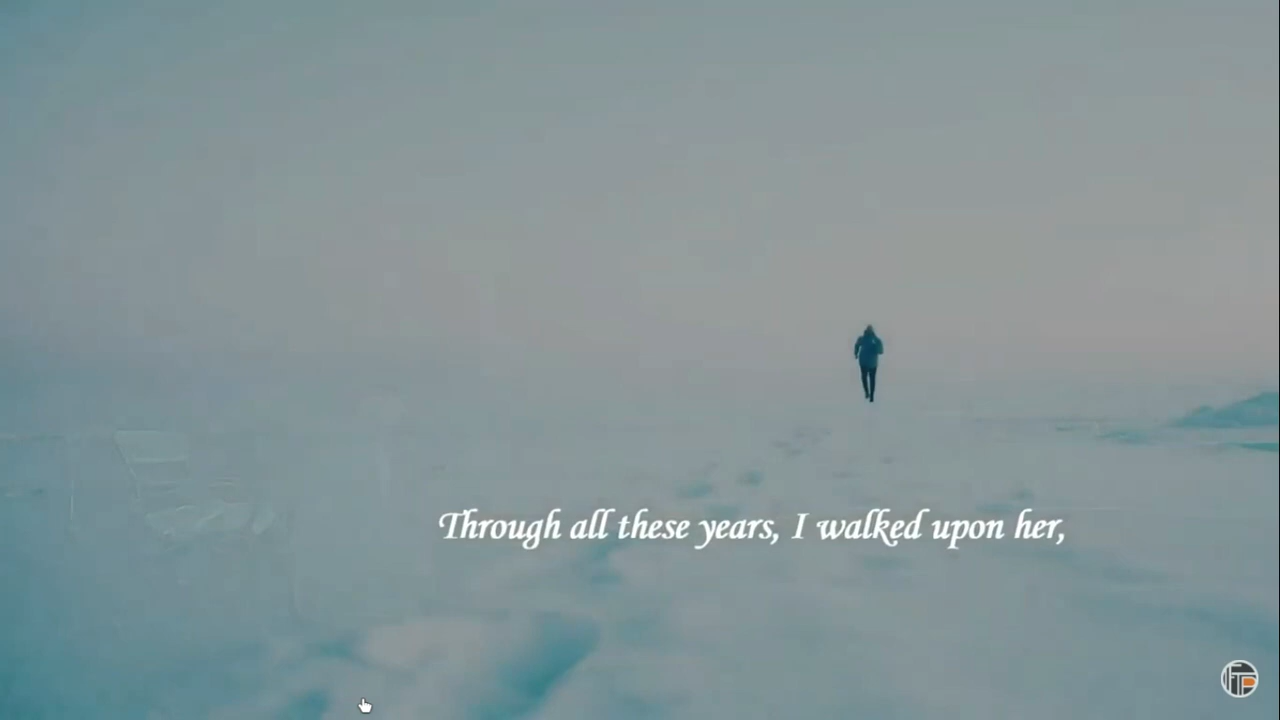 Through all these years, I walked upon her,